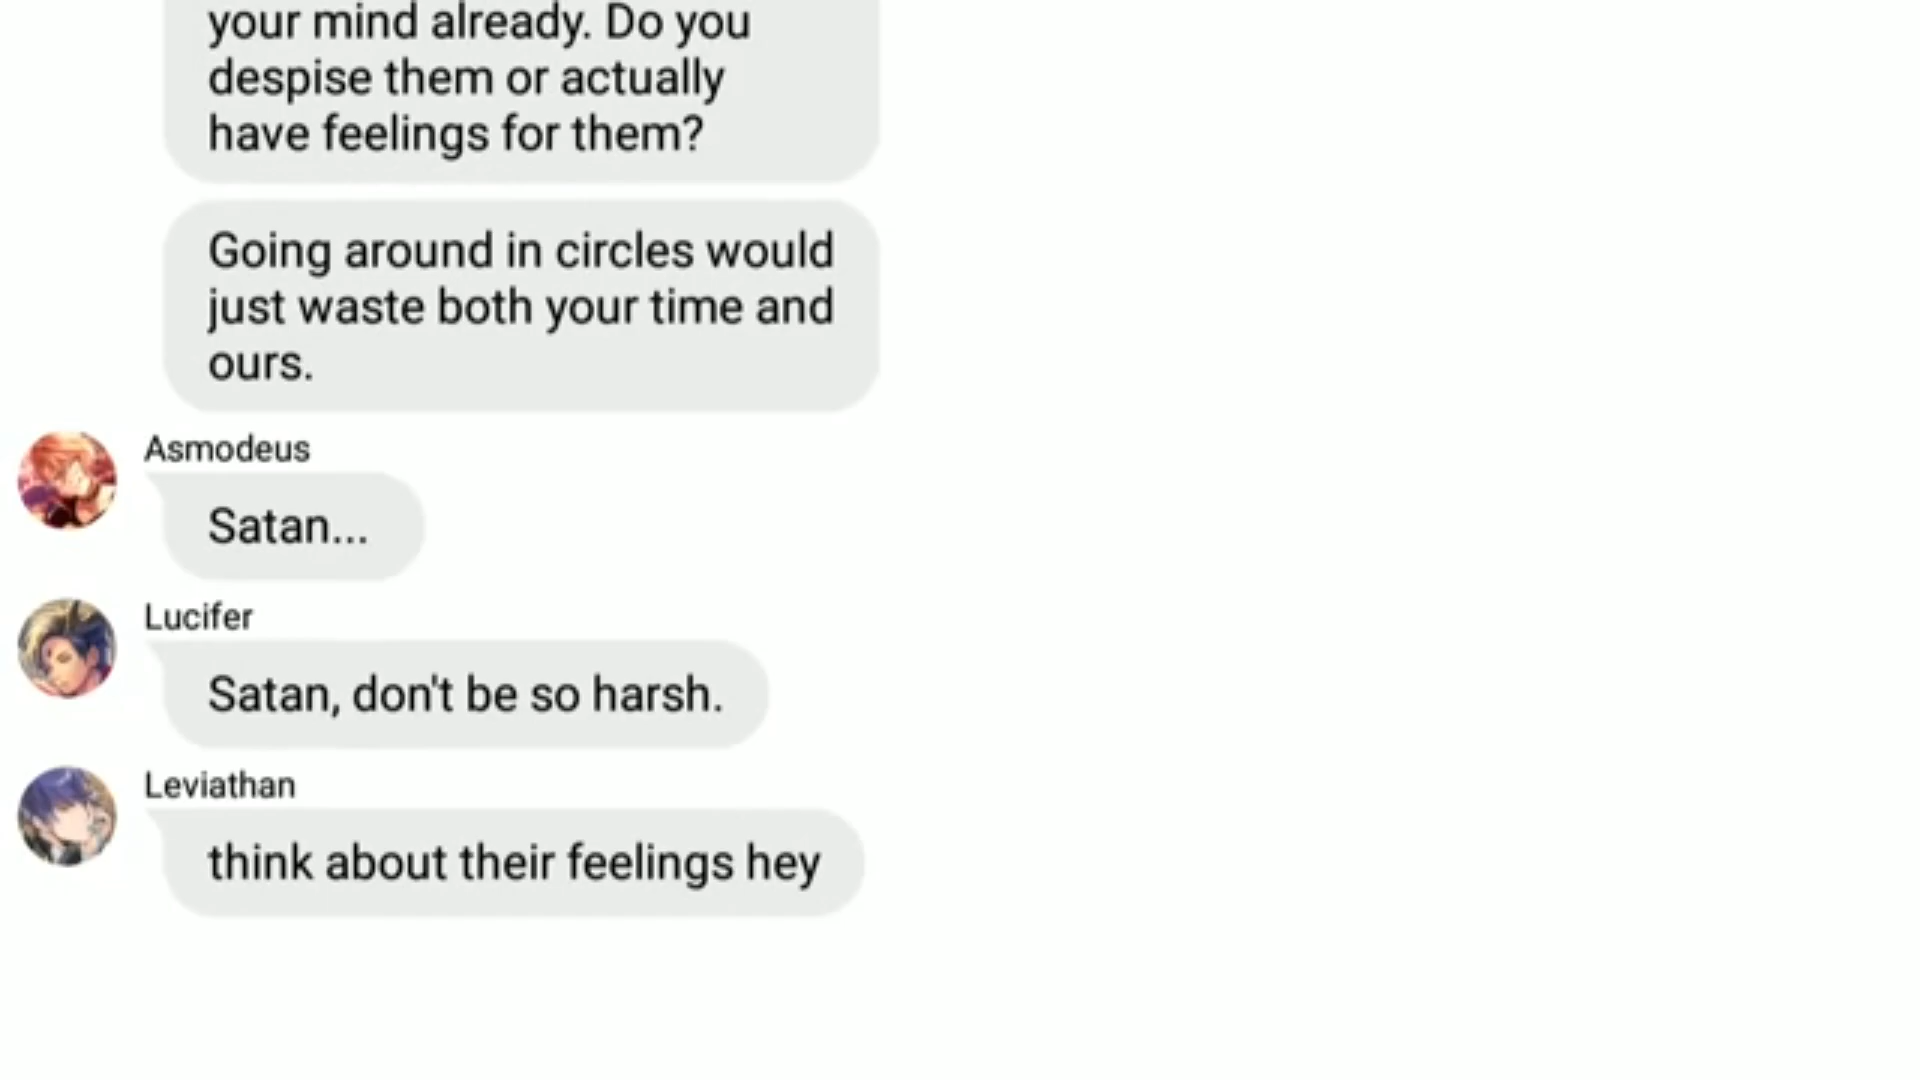 your mind already. Do you
despise them or actually
have feelings for them?
Going around in circles would
just waste both your time and
ours.
Asmodeus
Satan...
Lucifer
Satan, don't be so harsh.
Leviathan
think about their feelings hey